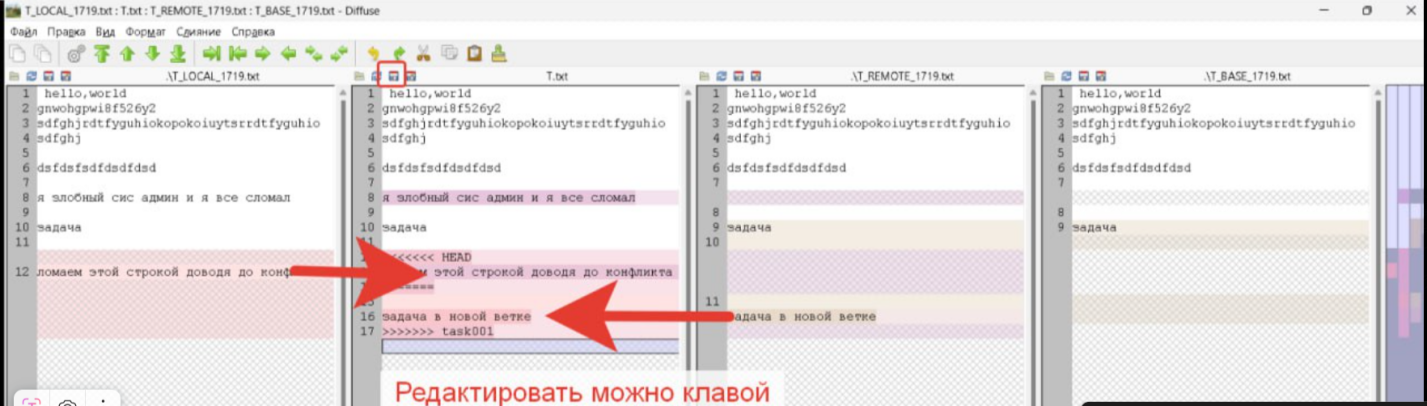 T_LOCAL_1719.txt : T.txt : T_REMOTE_1719.txt : T_BASE_1719.txt - Diffuse
Файл Правка Вид Формат Слияние Справка
.\T_LOCAL_1719.txt
1 hello,world
2 gnwohgpwi8f526y2
3 sdfghjrdtfyguhiokopokoiuytsrrdtfyguhio
4 sdfghj
5
6 dsfdsfsdfdsdfdsd
7
8 я злобный сис админ и я все сломал
9
10 задача
11
12 ломаем этой строкой доводя до конф
T.txt
1 hello,world
2 gnwohgpwi8f526y2
3 sdfghjrdtfyguhiokopokoiuytsrrdtfyguhio
4 sdfghj
5
6 dsfdsfsdfdsdfdsd
7
8 я злобный сис админ и я все сломал
9
10 задача
11
<<<<<< HEAD
этой строкой доводя до конфликта
=====
15
16 задача в новой ветке
17 >>>>>>> task001
.\T_REMOTE_1719.txt
1 hello,world
2 gnwohgpwi8f526y2
3 sdfghjrdtfyguhiokopokoiuytsrrdtfyguhio
4 sdfghj
5
6 dsfdsfsdfdsdfdsd
7
8
9 задача
10
11
задача в новой ветке
.\T_BASE_1719.txt
1 hello,world
2 gnwohgpwi8f526y2
3 sdfghjrdtfyguhiokopokoiuytsrrdtfyguhio
4 sdfghj
5
6 dsfdsfsdfdsdfdsd
7
8
9 задача
Редактировать можно клавой